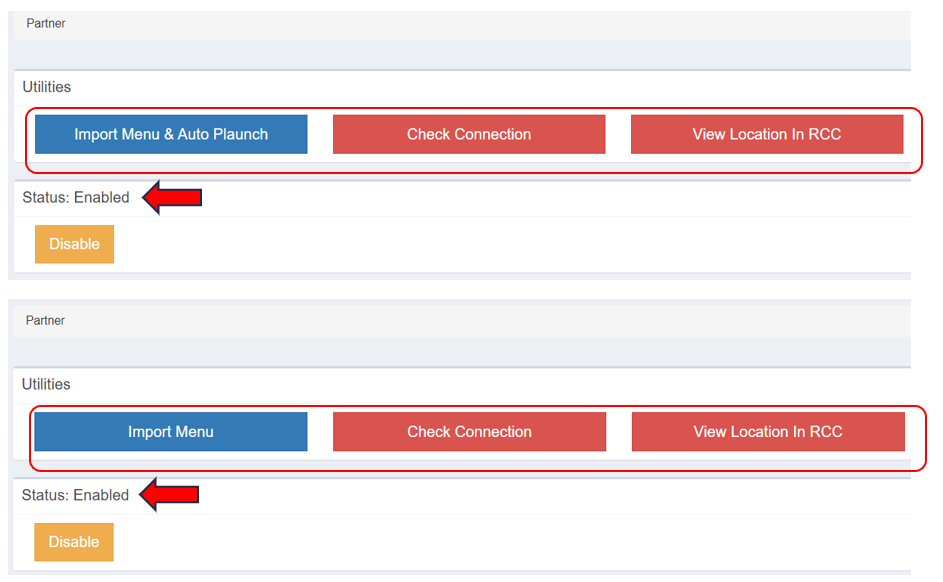 Partner
Utilities
Import Menu & Auto Plaunch
Check Connection
View Location In RCC
Status: Enabled
Disable
Partner
Utilities
Import Menu
Check Connection
View Location In RCC
Status: Enabled
Disable